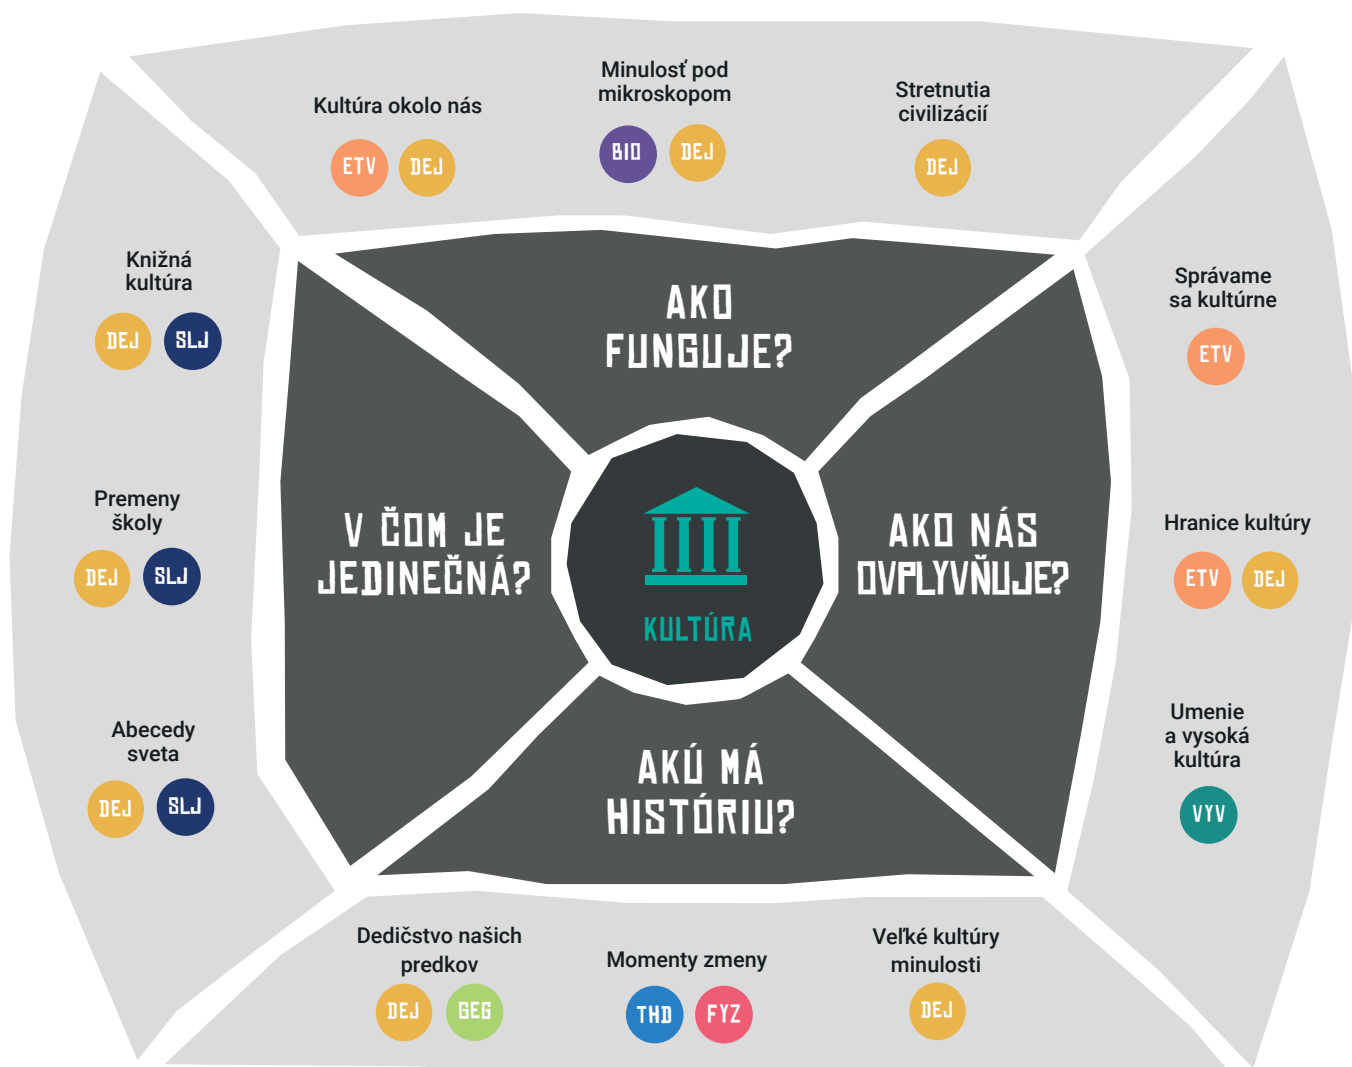 Kultúra okolo nás
ETV DEJ
Minulosť pod
mikroskopom
BIO DEJ
Stretnutia
civilizácií
DEJ
Knižná
kultúra
DEJ SLJ
Premeny
školy
DEJ SLJ
Abecedy
sveta
DEJ SLJ
AKO
FUNGUJE?
V ČOM JE
JEDINEČNÁ?
KULTÚRA
AKO NÁS
OVPLYVŇUJE?
AKÚ MÁ
HISTÓRIU?
Správame
sa kultúrne
ETV
Hranice kultúry
ETV DEJ
Umenie
a vysoká
kultúra
VYV
Dedičstvo našich
predkov
DEJ GEG
Momenty zmeny
THD FYZ
Veľké kultúry
minulosti
DEJ